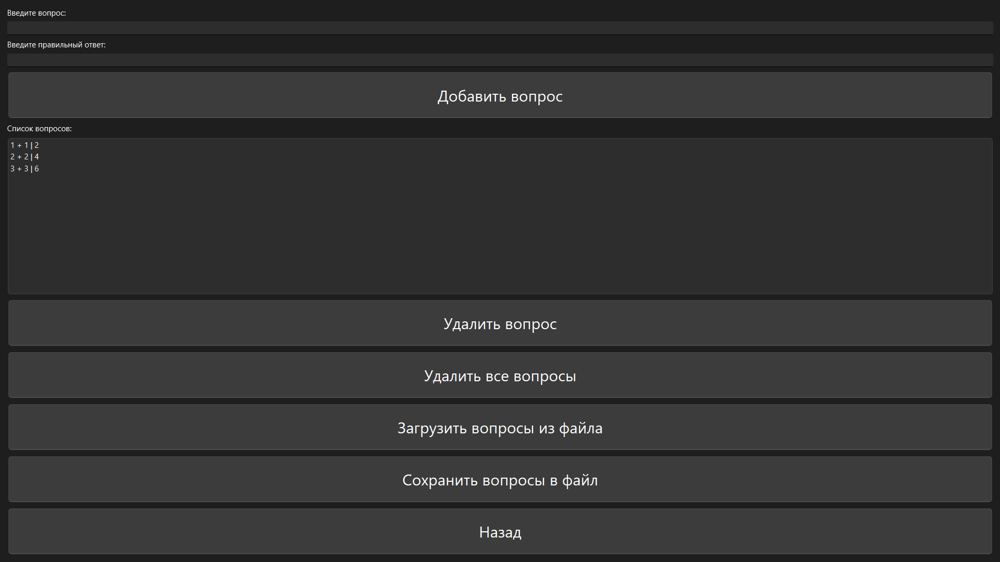 Введите вопрос:
Введите правильный ответ:
Добавить вопрос
Список вопросов:
1 + 1 | 2
2 + 2 | 4
3 + 3 | 6
Удалить вопрос
Удалить все вопросы
Загрузить вопросы из файла
Сохранить вопросы в файл
Назад